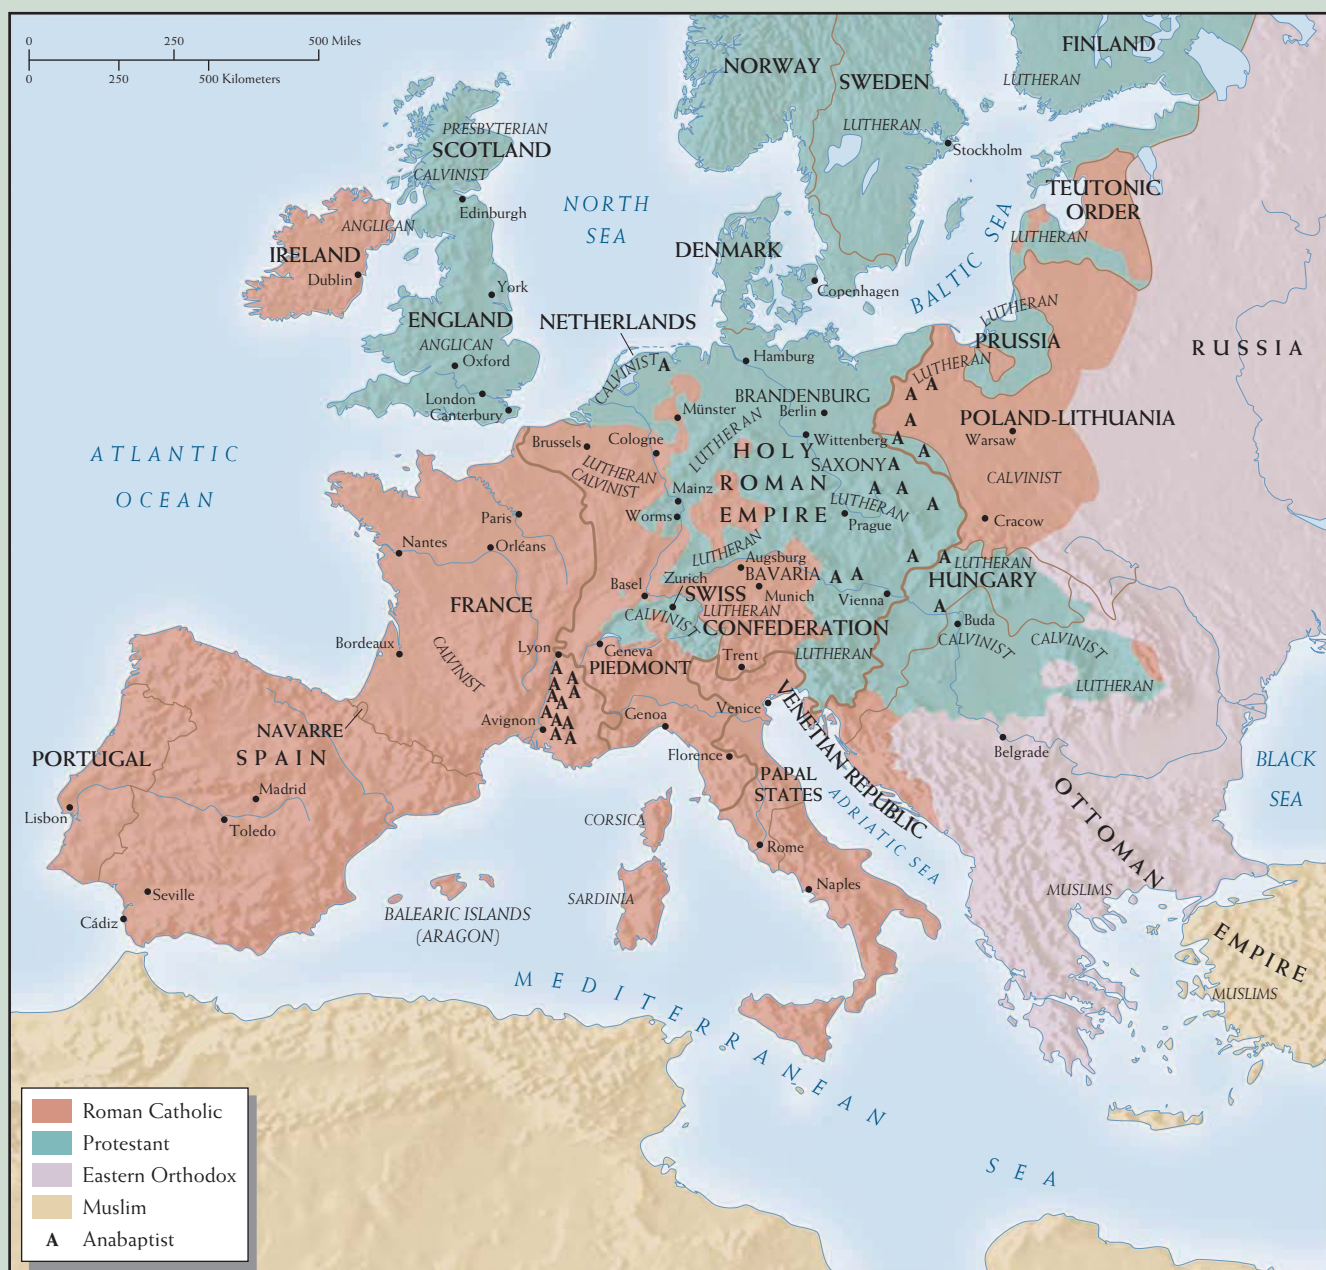 0 250 500 Miles
0 250 500 Kilometers
NORWAY
SWEDEN
LUTHERAN
Stockholm
FINLAND
LUTHERAN
PRESBYTERIAN
SCOTLAND
CALVINIST
Edinburgh
NORTH
SEA
BALTIC SEA
TEUTONIC
ORDER
LUTHERAN
ANGLICAN
IRELAND
Dublin
DENMARK
Copenhagen
York
ENGLAND
ANGLICAN
Oxford
London
Canterbury
NETHERLANDS
CALVINIST
A
Hamburg
LUTHERAN
PRUSSIA
LUTHERAN
RUSSIA
BRANDENBURG
Berlin
Münster
LUTHERAN
Wittenberg
A
A
A
A
A
POLAND-LITHUANIA
Warsaw
CALVINIST
Cracow
ATLANTIC
OCEAN
Brussels
Cologne
LUTHERAN
CALVINIST
HOLY
ROMAN
EMPIRE
SAXONY
A
A
A
A
LUTHERAN
Prague
Mainz
Worms
Paris
Nantes
Orléans
LUTHERAN
Augsburg
BAVARIA
Munich
A
A
A
A
LUTHERAN
HUNGARY
A
Vienna
Buda
CALVINIST
CALVINIST
LUTHERAN
Basel
Zurich
SWISS
LUTHERAN
CALVINIST
CONFEDERATION
LUTHERAN
FRANCE
Bordeaux
CALVINIST
Lyon
Geneva
PIEDMONT
Trent
A
A
A
A
A
A
A
A
A
A
A
A
Avignon
Genoa
Venice
VENETIAN REPUBLIC
Belgrade
NAVARRE
PORTUGAL
SPAIN
Madrid
Lisbon
Toledo
Florence
PAPAL
STATES
ADRIATIC SEA
OTTOMAN
BLACK
SEA
CORSICA
Rome
Seville
Cádiz
BALEARIC ISLANDS
(ARAGON)
SARDINIA
Naples
MUSLIMS
EMPIRE
MUSLIMS
MEDITERRANEAN
SEA
Roman Catholic
Protestant
Eastern Orthodox
Muslim
A Anabaptist